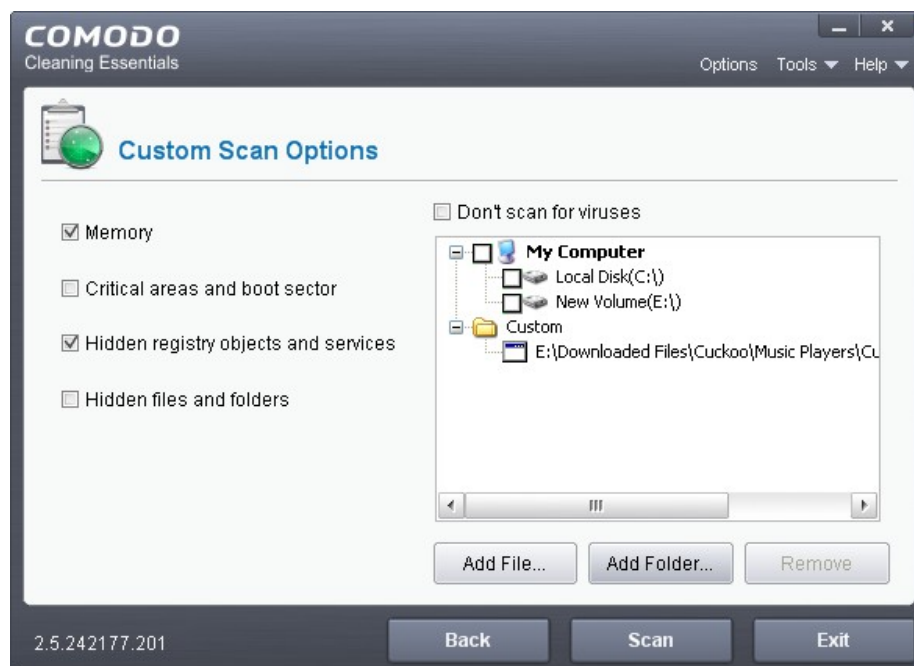 COMODO
Cleaning Essentials
Options Tools Help
Custom Scan Options
Memory
Critical areas and boot sector
Hidden registry objects and services
Hidden files and folders
Don't scan for viruses
My Computer
Local Disk(C:\)
New Volume(E:\)
Custom
E:\Downloaded Files\Cuckoo\Music Players\Cu
Add File... Add Folder... Remove
2.5.242177.201
Back Scan Exit